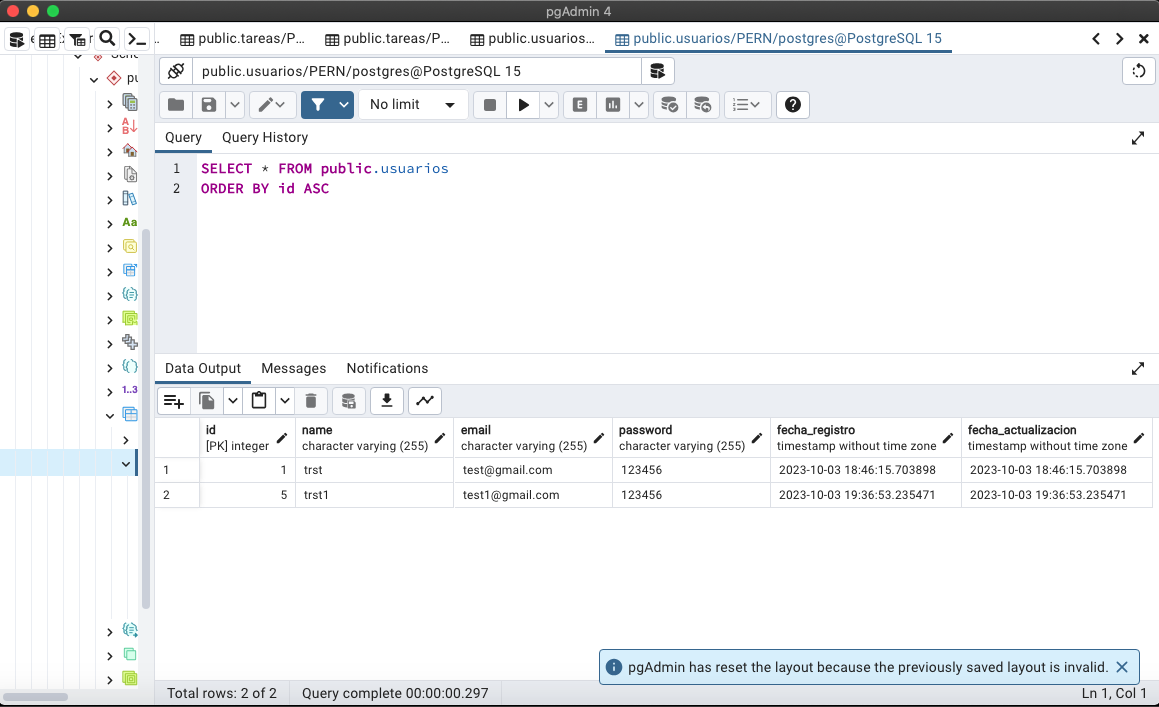 pgAdmin 4
public.tareas/P...
public.tareas/P...
public.usuarios...
public.usuarios/PERN/postgres@PostgreSQL 15
public.usuarios/PERN/postgres@PostgreSQL 15
No limit
E
Query
Query History
1 SELECT * FROM public.usuarios
2 ORDER BY id ASC
Aa
1..3
Data Output
Messages
Notifications
id
[PK] integer
name
character varying (255)
email
character varying (255)
password
character varying (255)
fecha_registro
timestamp without time zone
fecha_actualizacion
timestamp without time zone
1 1 trst test@gmail.com 123456 2023-10-03 18:46:15.703898 2023-10-03 18:46:15.703898
2 5 trst1 test1@gmail.com 123456 2023-10-03 19:36:53.235471 2023-10-03 19:36:53.235471
pgAdmin has reset the layout because the previously saved layout is invalid.
Total rows: 2 of 2
Query complete 00:00:00.297
Ln 1, Col 1